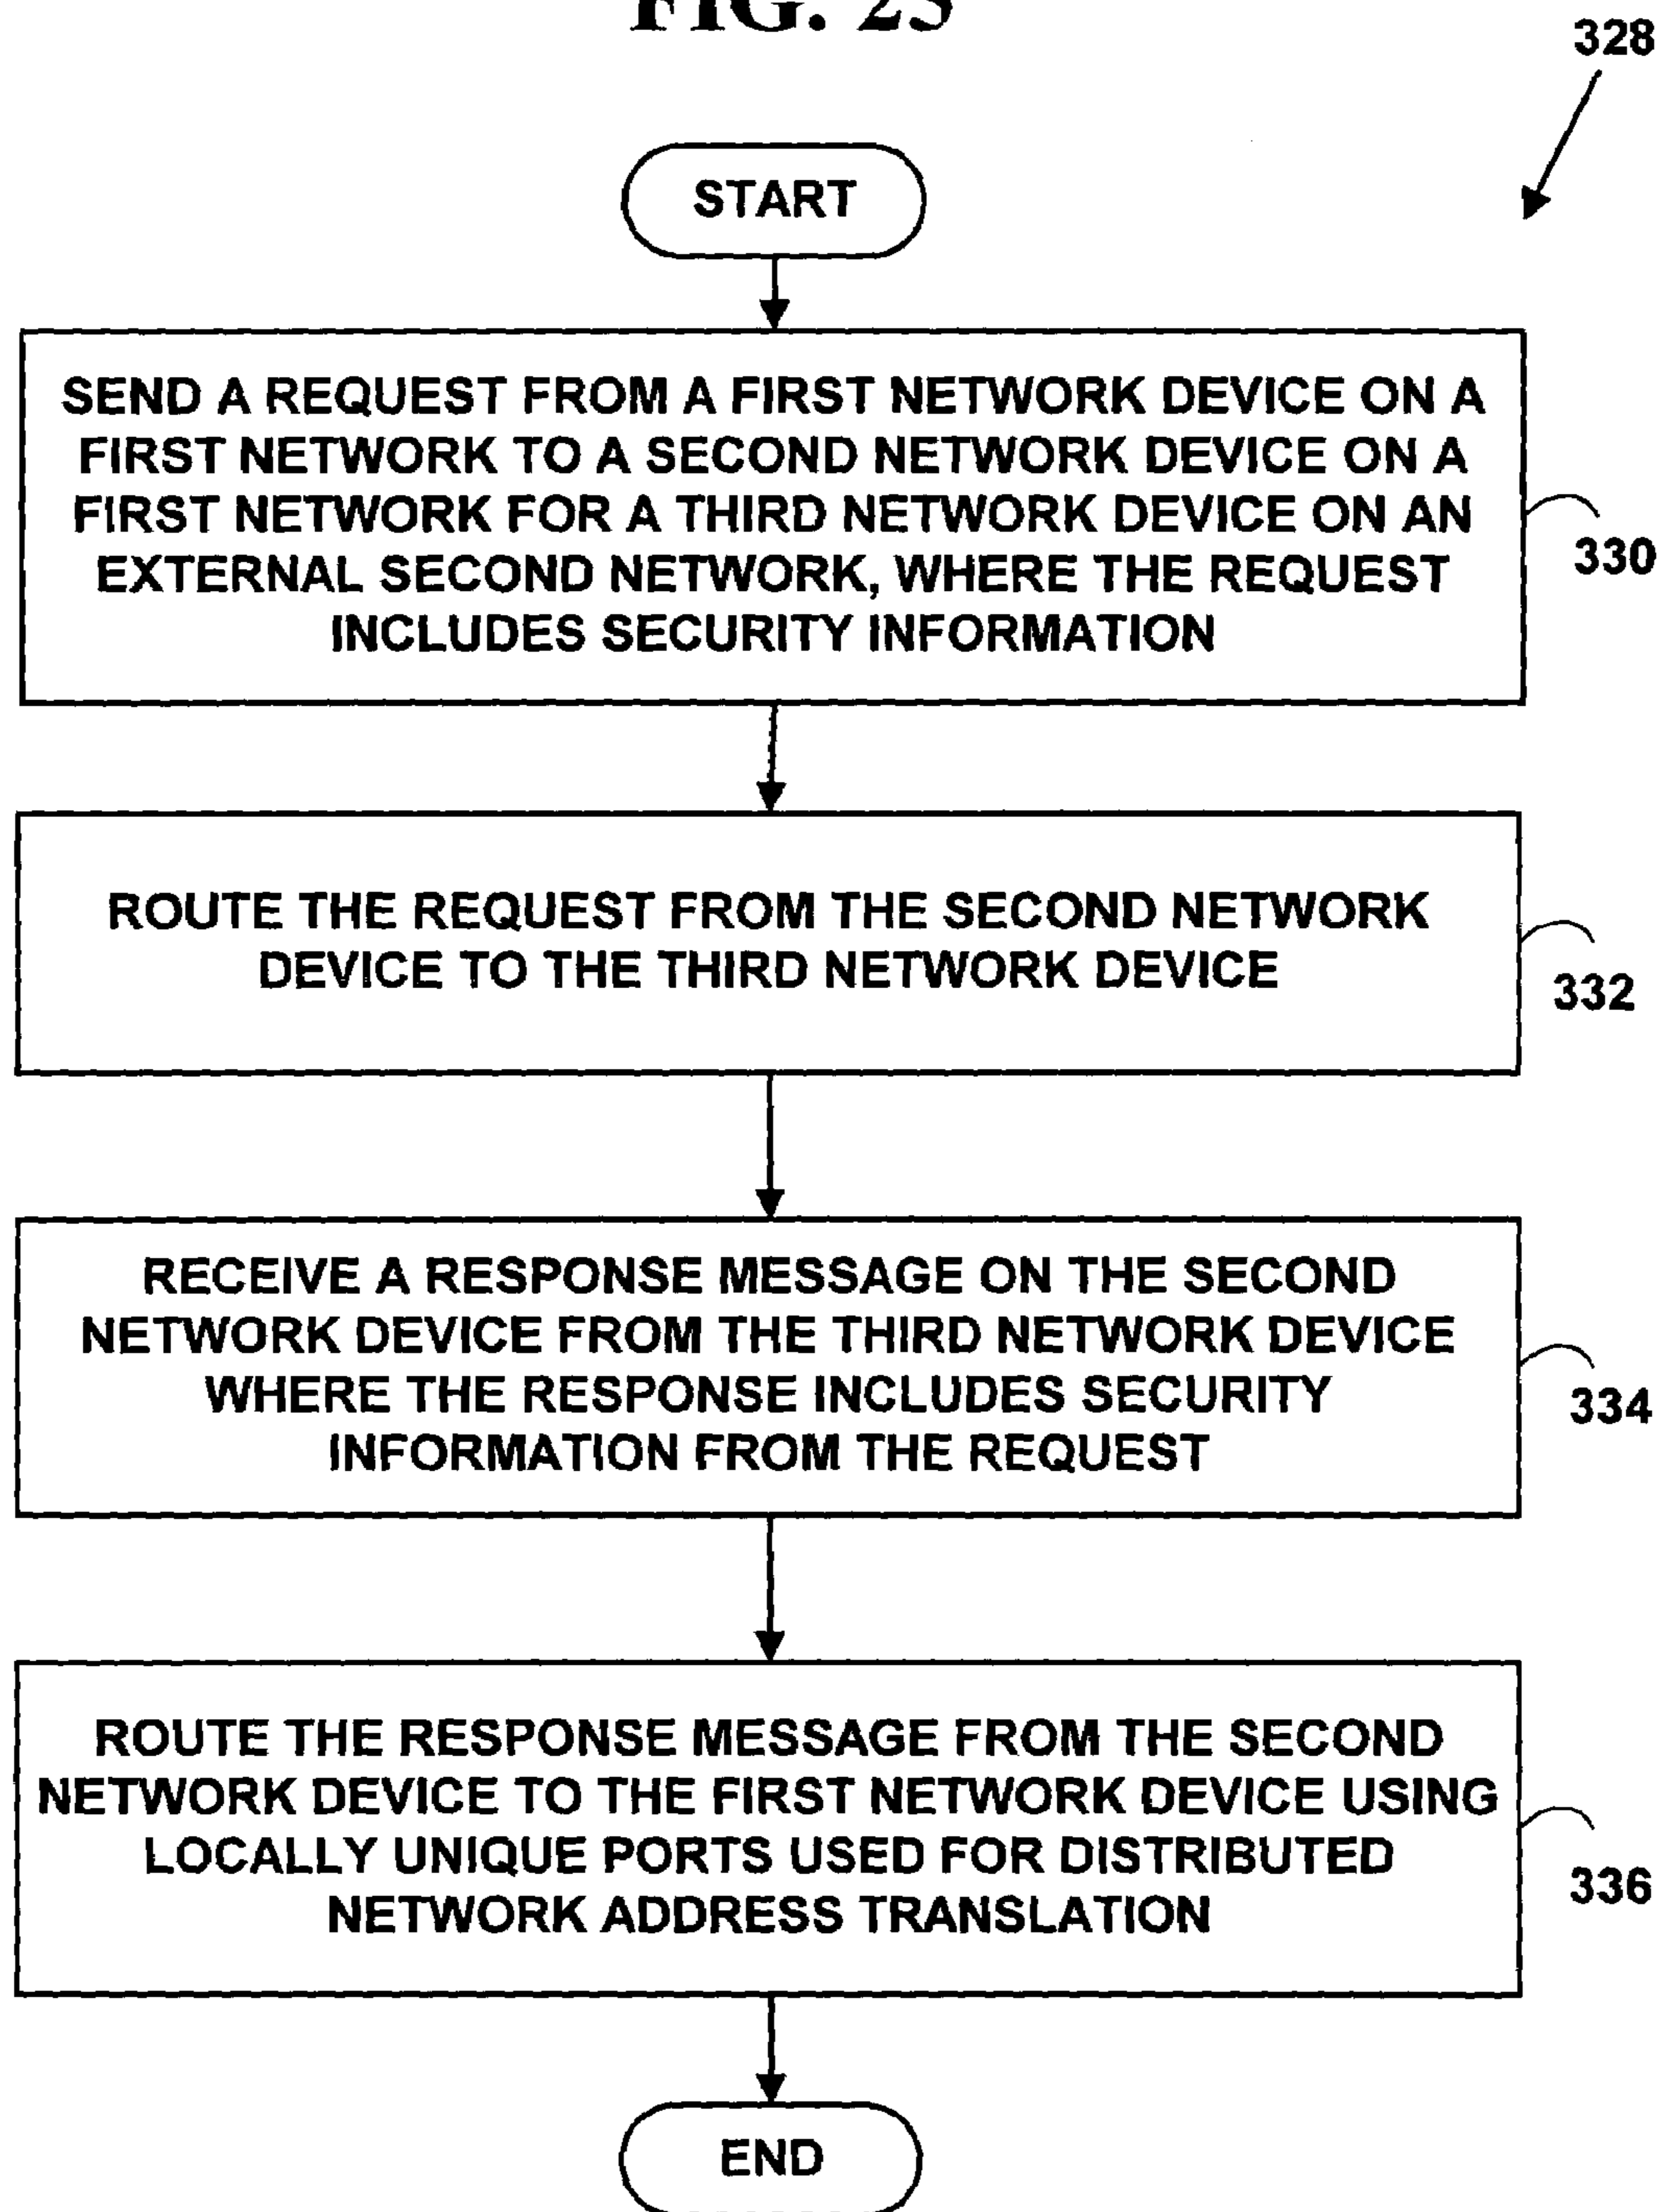 FIG. 23
328
START
SEND A REQUEST FROM A FIRST NETWORK DEVICE ON A
FIRST NETWORK TO A SECOND NETWORK DEVICE ON A
FIRST NETWORK FOR A THIRD NETWORK DEVICE ON AN
EXTERNAL SECOND NETWORK, WHERE THE REQUEST
INCLUDES SECURITY INFORMATION
330
ROUTE THE REQUEST FROM THE SECOND NETWORK
DEVICE TO THE THIRD NETWORK DEVICE
332
RECEIVE A RESPONSE MESSAGE ON THE SECOND
NETWORK DEVICE FROM THE THIRD NETWORK DEVICE
WHERE THE RESPONSE INCLUDES SECURITY
INFORMATION FROM THE REQUEST
334
ROUTE THE RESPONSE MESSAGE FROM THE SECOND
NETWORK DEVICE TO THE FIRST NETWORK DEVICE USING
LOCALLY UNIQUE PORTS USED FOR DISTRIBUTED
NETWORK ADDRESS TRANSLATION
336
END